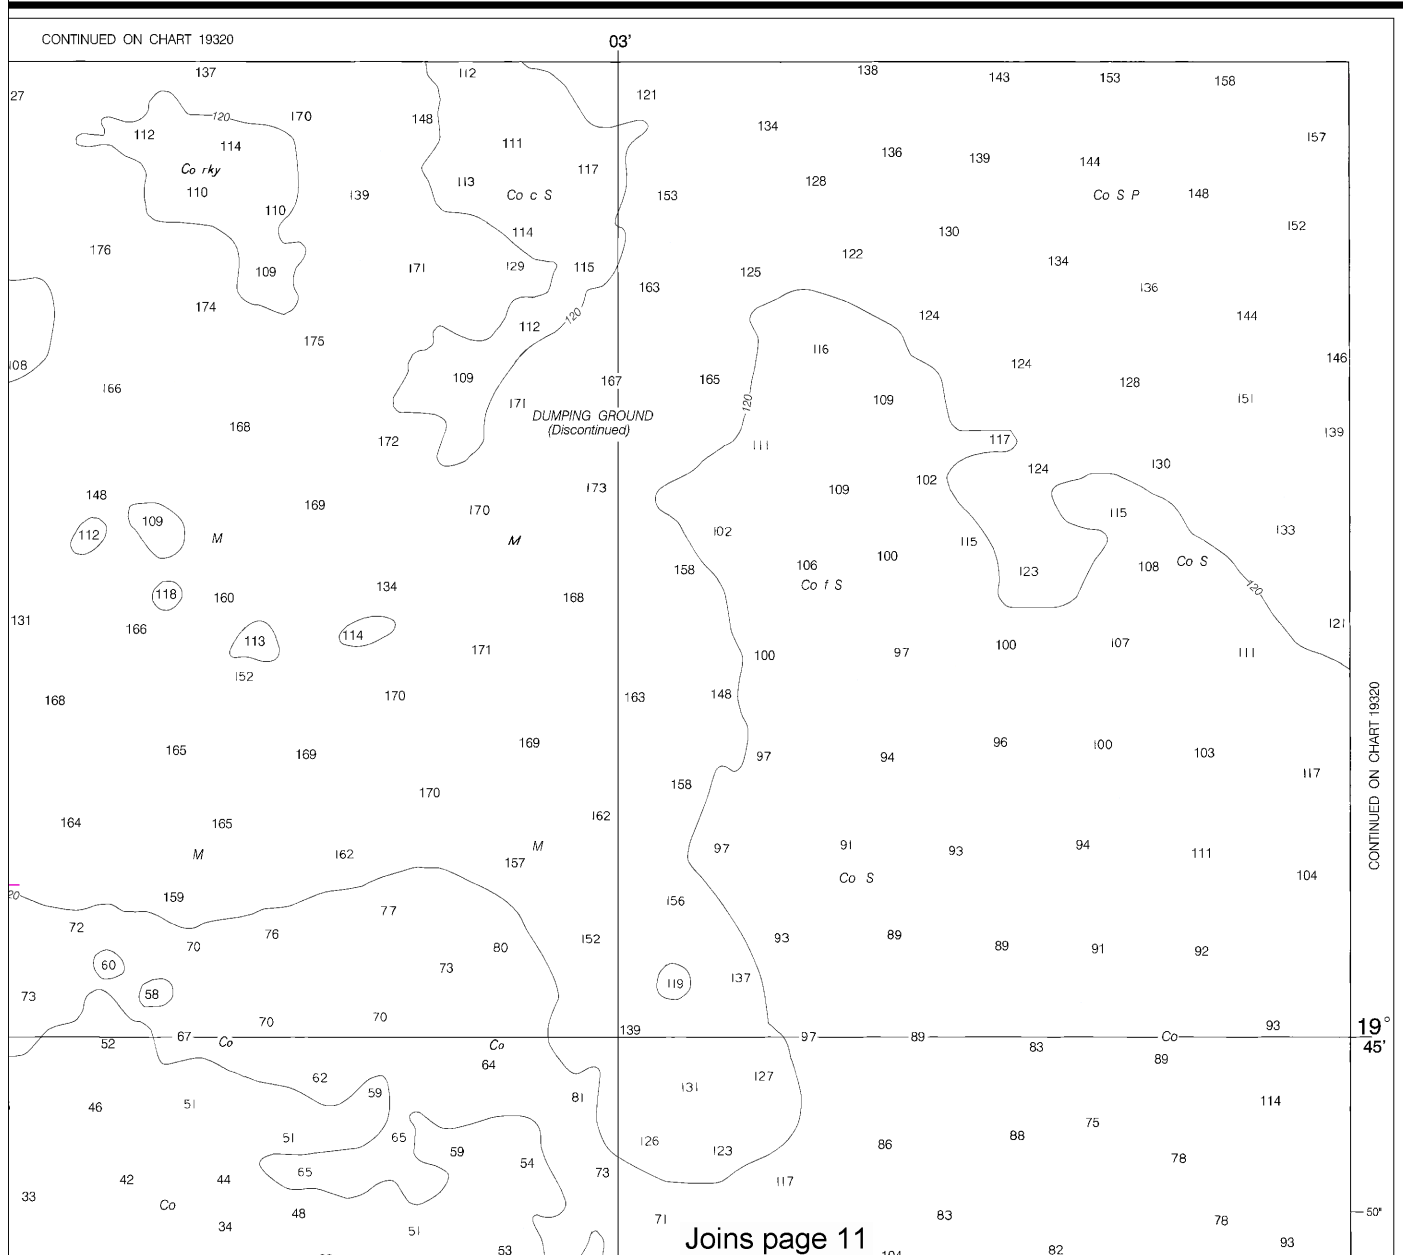 CONTINUED ON CHART 19320 03'
137 112 138 143 153 158
27 121
112 120 170 148 134 157
114 111 136 139 144
Co rky 113 117 128
110 139 Co c S 153 Co S P 148
110 114 130 152
176 122
109 171 129 115 125 134
163 136
174 112 120 124 144
175 116
108 109 167 165 124 146
166 171 120 109 128 151
DUMPING GROUND
(Discontinued)
168 172 111 117 139
148 173 124 130
169 170 109 102
109 115
112 M M 102 115 133
158 106 100 123 108 Co S
118 160 134 168 Co f S 120
131 166 113 114 121
152 171 100 97 100 107 111
168 170 163 148
165 169 169 97 94 96 100 103
CONTINUED ON CHART 19320
170 158 117
164 165 162
M 162 157 M 97 91 93 94 111
Co S 104
20 159 156
72 76 77
70 80 152 93 89 89 91 92
60 73
73 58 119 137
70 70 139 93 19°
52 67 Co Co 97 89 83 Co 45'
64 89
62 59 131 127
46 51 81 114
51 65 126 86 88 75
59 54 123 78
42 44 65 73 117
33 Co
34 48 51 71 83 78 50"
53 Joins page 11 82 93
104